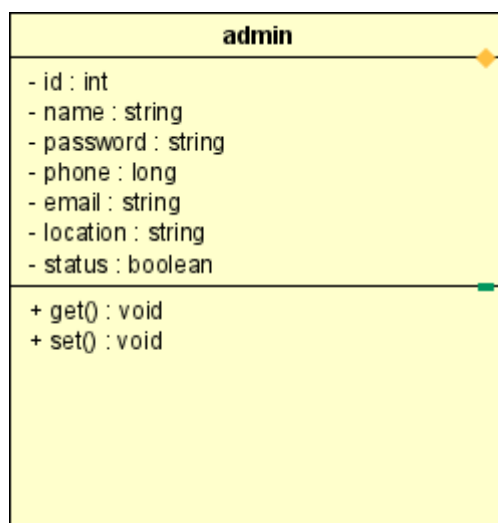 admin
- id : int
- name : string
- password : string
- phone : long
- email : string
- location : string
- status : boolean
+ get() : void
+ set() : void